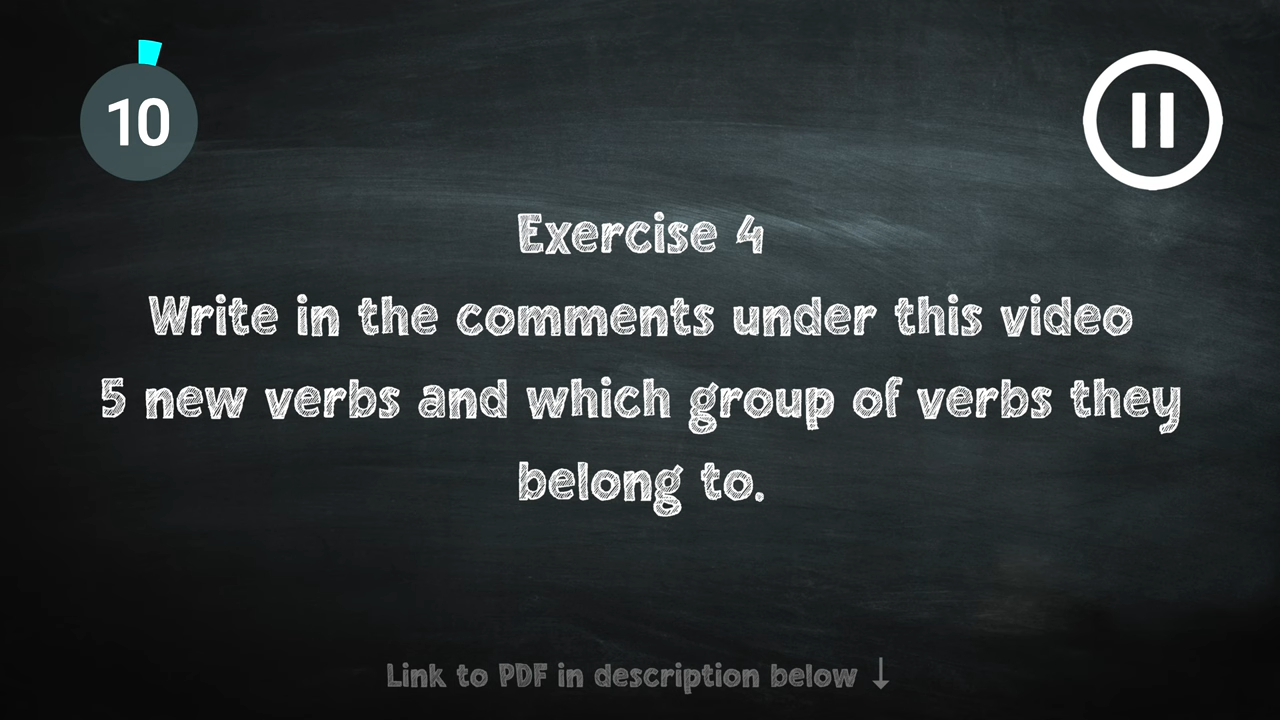 10
Exercise 4
Write in the comments under this video
5 new verbs and which group of verbs they
belong to.
Link to PDF in description below ↓